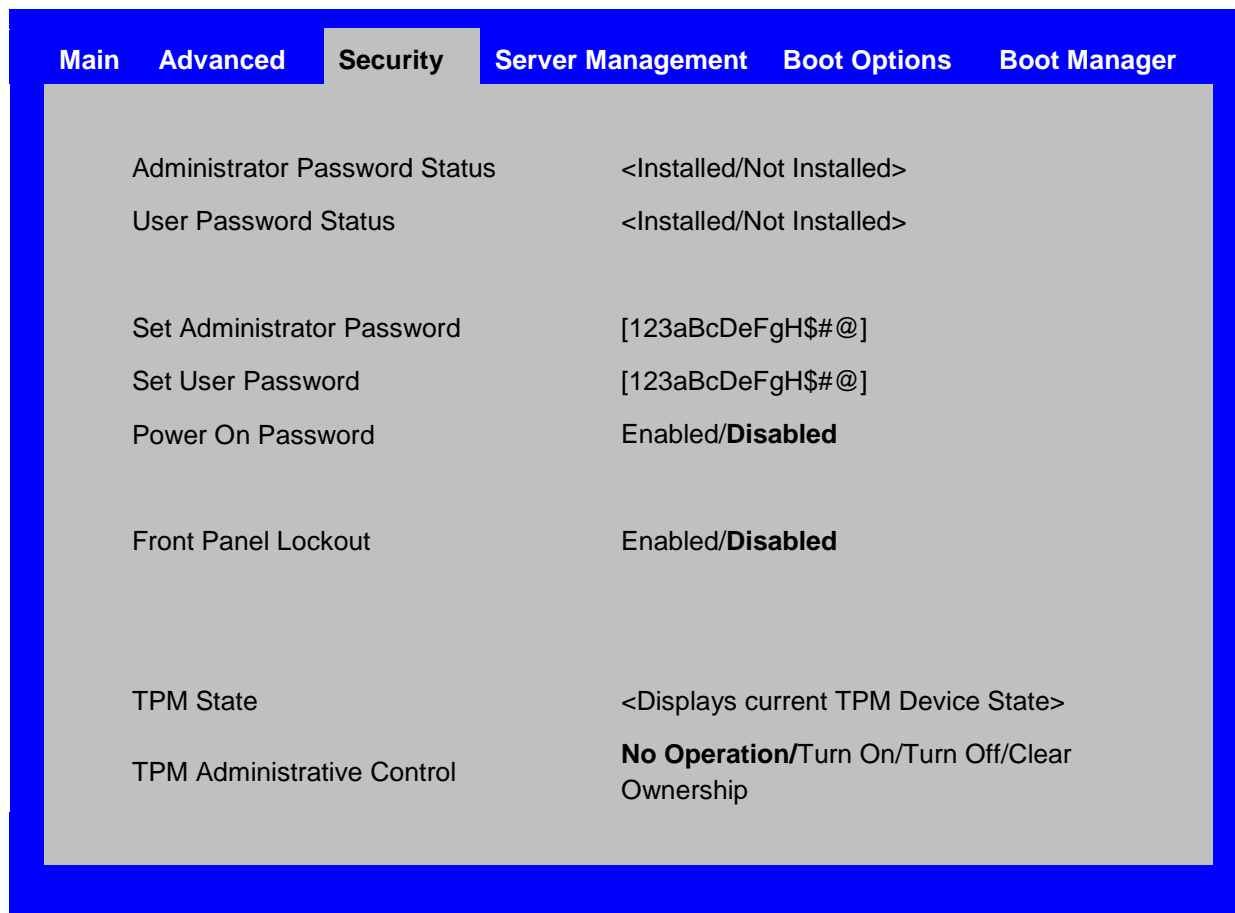 Main Advanced Security Server Management Boot Options Boot Manager
Administrator Password Status <Installed/Not Installed>
User Password Status <Installed/Not Installed>
Set Administrator Password [123aBcDeFgH$#@]
Set User Password [123aBcDeFgH$#@]
Power On Password Enabled/Disabled
Front Panel Lockout Enabled/Disabled
TPM State <Displays current TPM Device State>
TPM Administrative Control No Operation/Turn On/Turn Off/Clear
Ownership